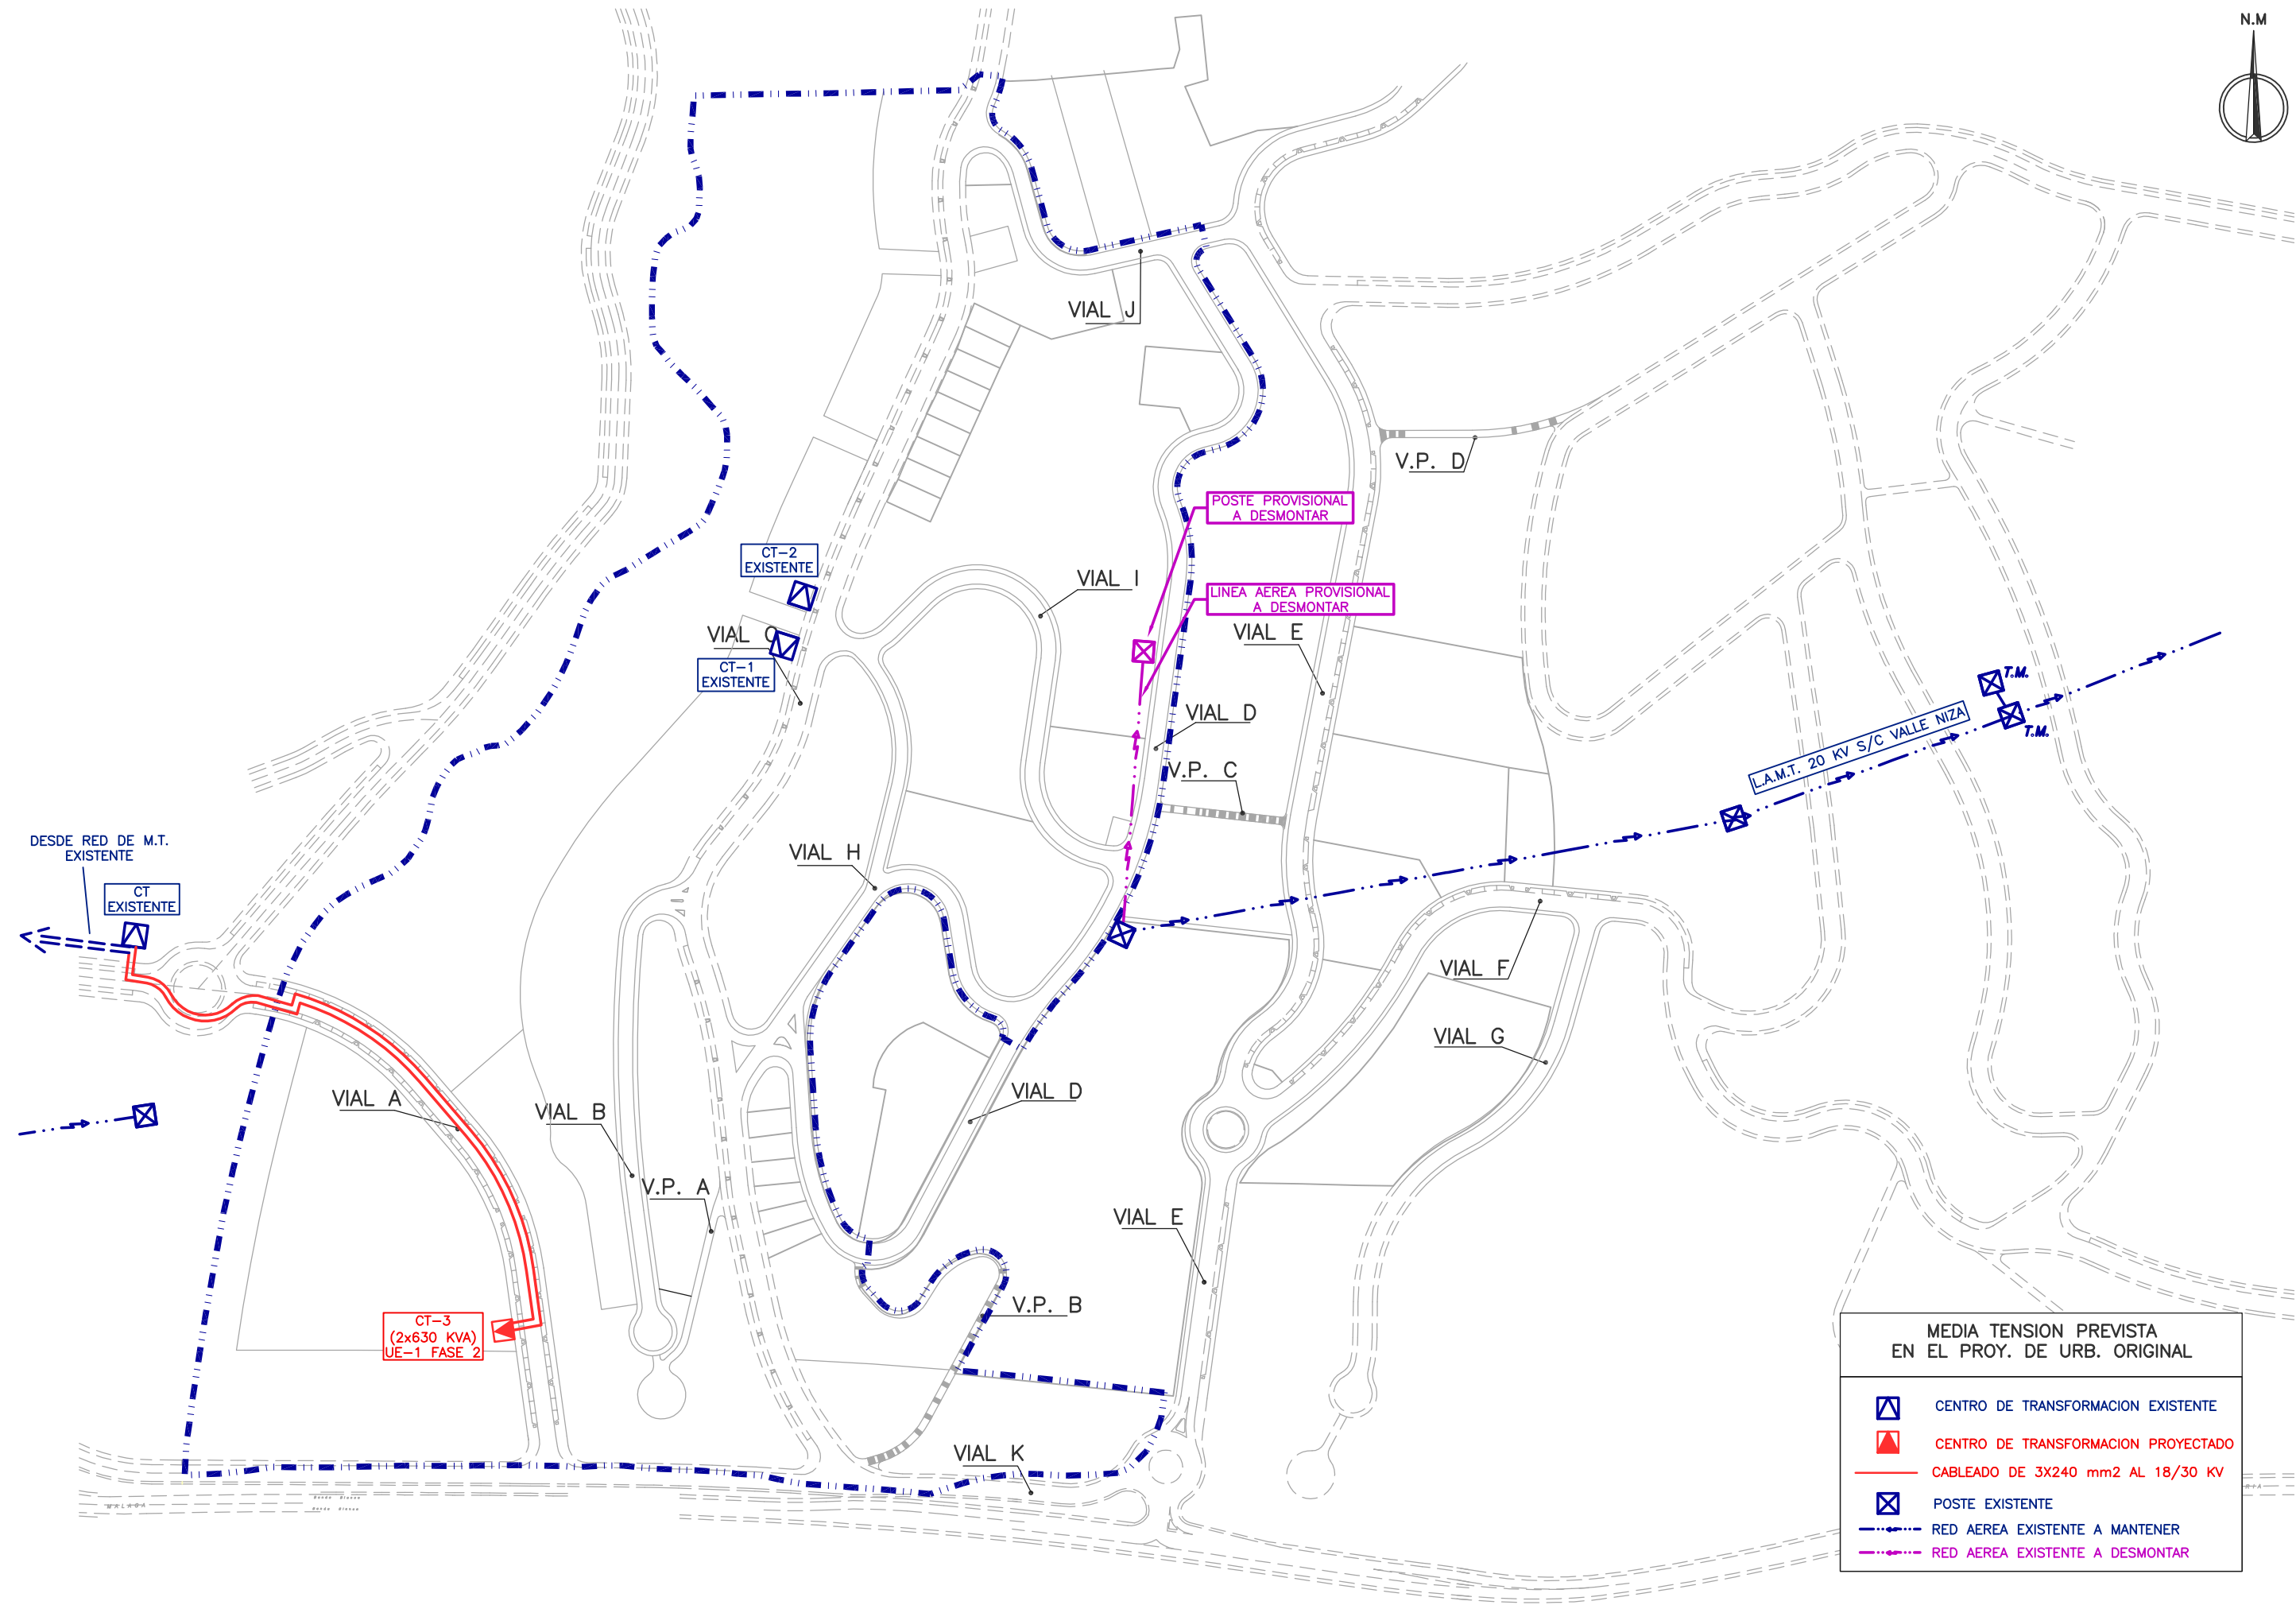 N.M
VIAL J
V.P. D
POSTE PROVISIONAL
A DESMONTAR
CT-2
EXISTENTE
VIAL I
LINEA AEREA PROVISIONAL
A DESMONTAR
VIAL C
VIAL E
CT-1
EXISTENTE
T.M.
T.M.
L.A.M.T. 20 KV S/C VALLE NIZA
VIAL D
V.P. C
DESDE RED DE M.T.
EXISTENTE
VIAL H
CT
EXISTENTE
VIAL F
VIAL G
VIAL A
VIAL B
VIAL D
V.P. A
VIAL E
V.P. B
CT-3
(2x630 KVA)
UE-1 FASE 2
VIAL K
MALAGA
MEDIA TENSION PREVISTA
EN EL PROY. DE URB. ORIGINAL
CENTRO DE TRANSFORMACION EXISTENTE
CENTRO DE TRANSFORMACION PROYECTADO
CABLEADO DE 3X240 mm2 AL 18/30 KV
POSTE EXISTENTE
RED AEREA EXISTENTE A MANTENER
RED AEREA EXISTENTE A DESMONTAR